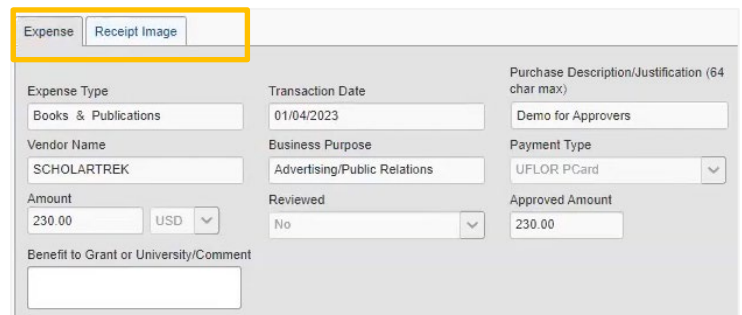 Expense Receipt Image
Purchase Description/Justification (64
Expense Type Transaction Date char max)
Books & Publications 01/04/2023 Demo for Approvers
Vendor Name Business Purpose Payment Type
SCHOLARTREK Advertising/Public Relations UFLOR PCard
Amount Reviewed Approved Amount
230.00 USD No 230.00
Benefit to Grant or University/Comment